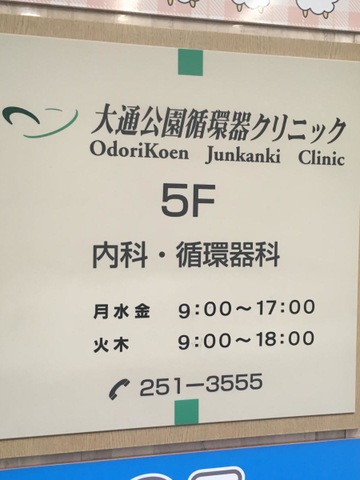 大通公園循環器クリニック
OdoriKoen Junkanki Clinic
5F
内科・循環器科
月水金 9:00〜17:00
火木 9:00〜18:00
251-3555